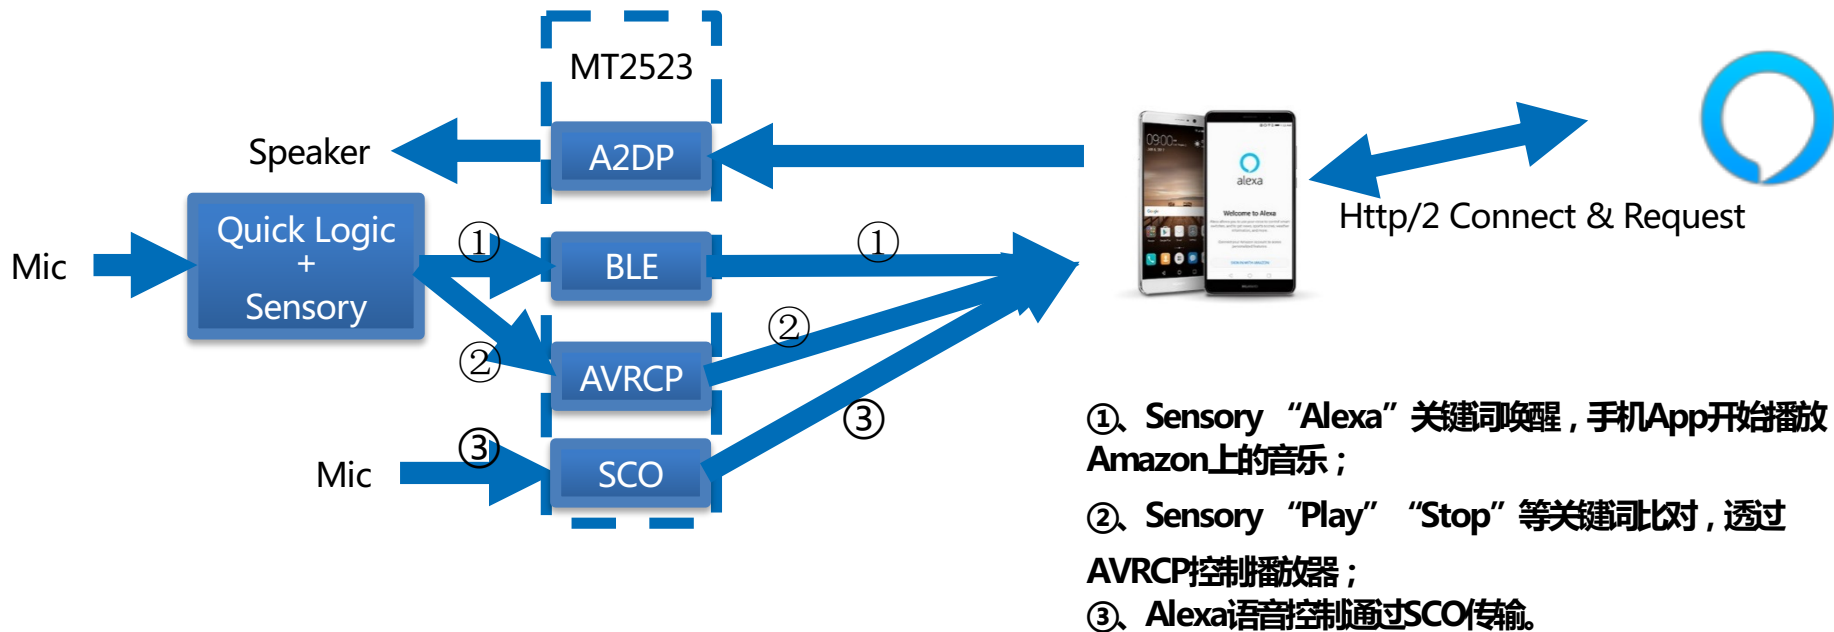 MT2523
Speaker
A2DP
09:00
alexa
Welcome to Alexa
Http/2 Connect & Request
Quick Logic
+
Sensory
Mic
①
BLE
①
②
②
AVRCP
③
Mic
③
SCO
①、Sensory “Alexa”关键词唤醒，手机App开始播放
Amazon上的音乐；
②、Sensory “Play” “Stop”等关键词比对，透过
AVRCP控制播放器；
③、Alexa语音控制通过SCO传输。